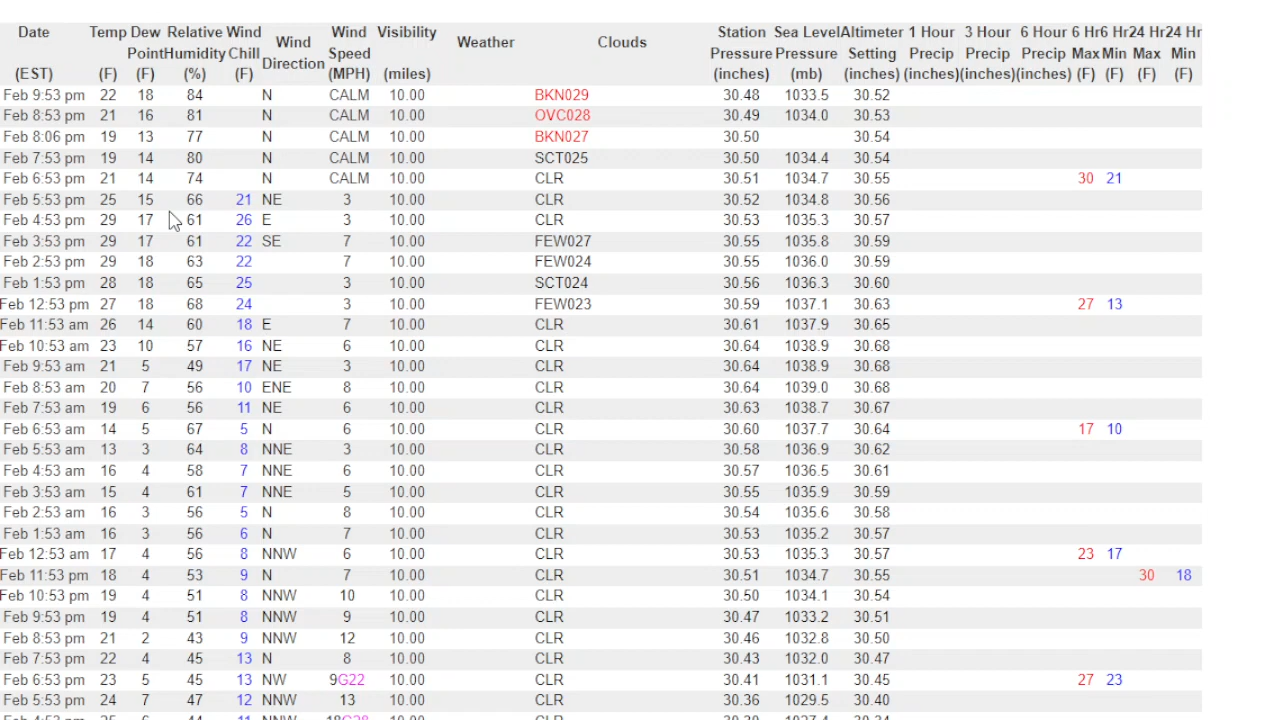 Date Temp Dew Relative Wind Wind Wind Visibility Weather Clouds Station Sea Level Altimeter 1 Hour 3 Hour 6 Hour 6 Hr 6 Hr 24 Hr 24 Hr
Point Humidity Chill Direction Speed Pressure Pressure Setting Precip Precip Precip Max Min Max Min
(EST) (F) (F) (%) (F) (MPH) (miles) (inches) (mb) (inches) (inches) (inches) (inches) (F) (F) (F) (F)
Feb 9:53 pm 22 18 84 N CALM 10.00 BKN029 30.48 1033.5 30.52
Feb 8:53 pm 21 16 81 N CALM 10.00 OVC028 30.49 1034.0 30.53
Feb 8:06 pm 19 13 77 N CALM 10.00 BKN027 30.50 30.54
Feb 7:53 pm 19 14 80 N CALM 10.00 SCT025 30.50 1034.4 30.54
Feb 6:53 pm 21 14 74 N CALM 10.00 CLR 30.51 1034.7 30.55 30 21
Feb 5:53 pm 25 15 66 21 NE 3 10.00 CLR 30.52 1034.8 30.56
Feb 4:53 pm 29 17 61 26 E 3 10.00 CLR 30.53 1035.3 30.57
Feb 3:53 pm 29 17 61 22 SE 7 10.00 FEW027 30.55 1035.8 30.59
Feb 2:53 pm 29 18 63 22 7 10.00 FEW024 30.55 1036.0 30.59
Feb 1:53 pm 28 18 65 25 3 10.00 SCT024 30.56 1036.3 30.60
Feb 12:53 pm 27 18 68 24 3 10.00 FEW023 30.59 1037.1 30.63 27 13
Feb 11:53 am 26 14 60 18 E 7 10.00 CLR 30.61 1037.9 30.65
Feb 10:53 am 23 10 57 16 NE 6 10.00 CLR 30.64 1038.9 30.68
Feb 9:53 am 21 5 49 17 NE 3 10.00 CLR 30.64 1038.9 30.68
Feb 8:53 am 20 7 56 10 ENE 8 10.00 CLR 30.64 1039.0 30.68
Feb 7:53 am 19 6 56 11 NE 6 10.00 CLR 30.63 1038.7 30.67
Feb 6:53 am 14 5 67 5 N 6 10.00 CLR 30.60 1037.7 30.64 17 10
Feb 5:53 am 13 3 64 8 NNE 3 10.00 CLR 30.58 1036.9 30.62
Feb 4:53 am 16 4 58 7 NNE 6 10.00 CLR 30.57 1036.5 30.61
Feb 3:53 am 15 4 61 7 NNE 5 10.00 CLR 30.55 1035.9 30.59
Feb 2:53 am 16 3 56 5 N 8 10.00 CLR 30.54 1035.6 30.58
Feb 1:53 am 16 3 56 6 N 7 10.00 CLR 30.53 1035.2 30.57
Feb 12:53 am 17 4 56 8 NNW 6 10.00 CLR 30.53 1035.3 30.57 23 17
Feb 11:53 pm 18 4 53 9 N 7 10.00 CLR 30.51 1034.7 30.55 30 18
Feb 10:53 pm 19 4 51 8 NNW 10 10.00 CLR 30.50 1034.1 30.54
Feb 9:53 pm 19 4 51 8 NNW 9 10.00 CLR 30.47 1033.2 30.51
Feb 8:53 pm 21 2 43 9 NNW 12 10.00 CLR 30.46 1032.8 30.50
Feb 7:53 pm 22 4 45 13 N 8 10.00 CLR 30.43 1032.0 30.47
Feb 6:53 pm 23 5 45 13 NW 9G22 10.00 CLR 30.41 1031.1 30.45 27 23
Feb 5:53 pm 24 7 47 12 NNW 13 10.00 CLR 30.36 1029.5 30.40